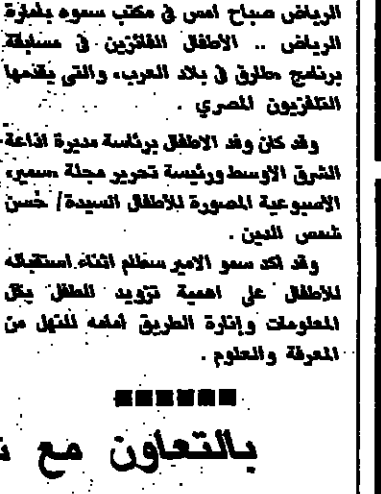 الرياض صباح امس في مكتب سموه بإمارة
الرياض .. الأطفال الفائزين في مسابقة
برنامج «طارق في بلاد العرب» والتي يقدمها
التلفزيون المصري .
وقد كان وفد الاطفال برئاسة مديرة اذاعة
الشرق الأوسط ورئيسة تحرير مجلة «سمير»
الأسبوعية المصورة للأطفال السيدة/ حسن
شمس الدين .
وقد اكد سمو الامير سطام اثناء استقباله
للأطفال على اهمية تزويد الطفل بكل
المعلومات وإنارة الطريق أمامه للنهل من
المعرفة والعلوم .
بالتعاون مع